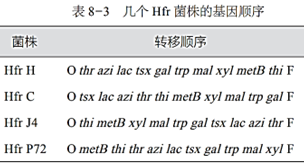 表 8-3 几个 Hfr 菌株的基因顺序
菌株 转移顺序
Hfr H O thr azi lac tsx gal trp mal xyl metB thi F
Hfr C O tsx lac azi thr thi metB xyl mal trp gal F
Hfr J4 O thi metB xyl mal trp gal tsx lac azi thr F
Hfr P72 O metB thi thr azi lac tsx gal trp mal xyl F